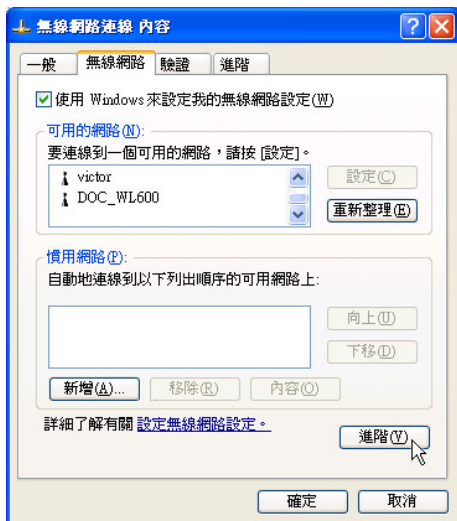 無線網路連線 內容
一般 無線網路 驗證 進階
使用 Windows 來設定我的無線網路設定(W)
可用的網路(N):
要連線到一個可用的網路，請按 [設定]。
victor
DOC_WL600
設定(C)
重新整理(E)
慣用網路(P):
自動地連線到以下列出順序的可用網路上:
向上(U)
下移(D)
新增(A)... 移除(R) 內容(O)
詳細了解有關 設定無線網路設定。
進階(V)
確定 取消